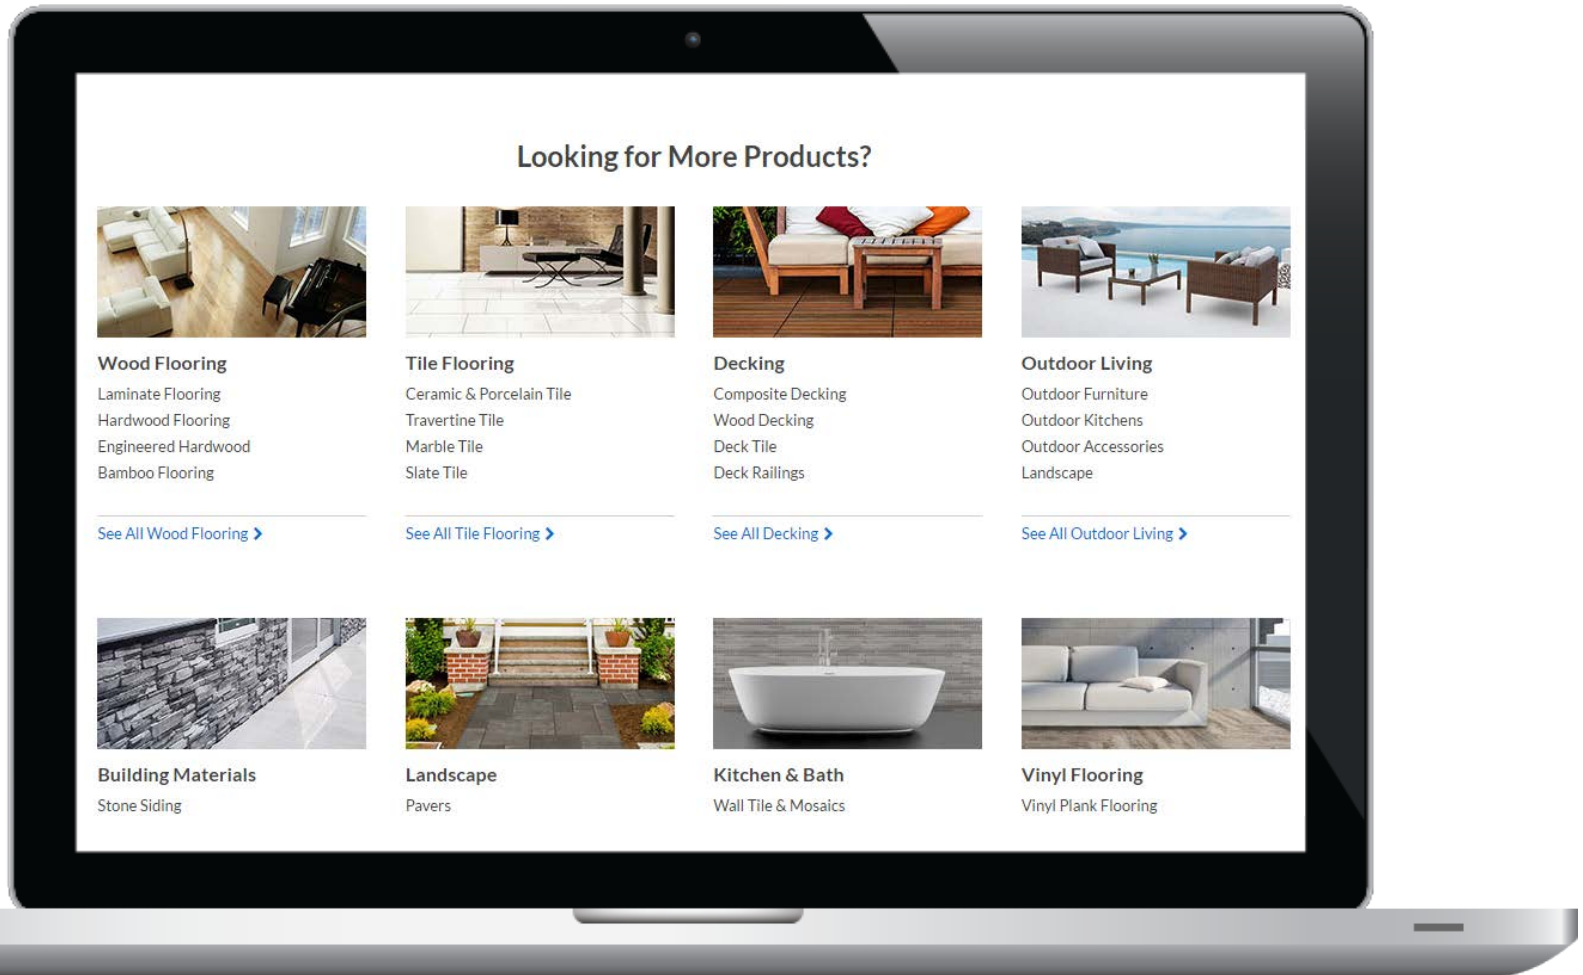 Looking for More Products?
Wood Flooring
Laminate Flooring
Hardwood Flooring
Engineered Hardwood
Bamboo Flooring
See All Wood Flooring
Tile Flooring
Ceramic & Porcelain Tile
Travertine Tile
Marble Tile
Slate Tile
See All Tile Flooring
Decking
Composite Decking
Wood Decking
Deck Tile
Deck Railings
See All Decking
Outdoor Living
Outdoor Furniture
Outdoor Kitchens
Outdoor Accessories
Landscape
See All Outdoor Living
Building Materials
Stone Siding
Landscape
Pavers
Kitchen & Bath
Wall Tile & Mosaics
Vinyl Flooring
Vinyl Plank Flooring